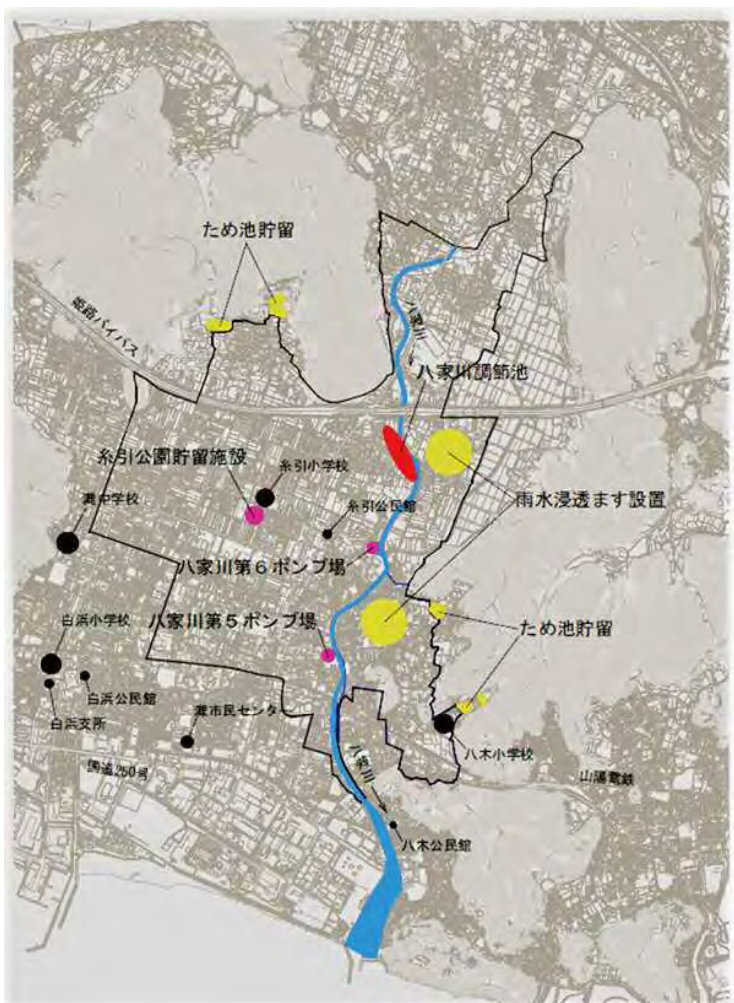 ため池貯留
姫路バイパス
八家川
八家川調節池
糸引公園貯留施設
糸引小学校
灘中学校
糸引公民館
雨水浸透ます設置
八家川第6ポンプ場
八家川第5ポンプ場
ため池貯留
白浜小学校
白浜公民館
白浜支所
灘市民センター
八木小学校
国道250号
八家川
山陽電鉄
八木公民館